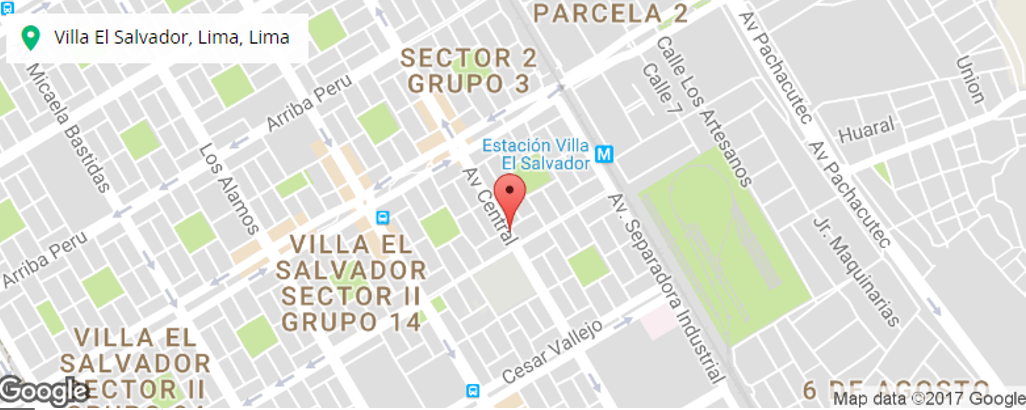 Villa El Salvador, Lima, Lima
PARCELA 2
SECTOR 2
GRUPO 3
Av Pachacutec
Calle Los Artesanos
Calle 7
Union
Huaral
Micaela Bastidas
Arriba Peru
Los Alamos
Estación Villa
El Salvador
M
Av Central
Av. Separadora Industrial
Av Pachacutec
Jr. Maquinarias
Arriba Peru
VILLA EL
SALVADOR
SECTOR II
GRUPO 14
Cesar Vallejo
VILLA EL
SALVADOR
SECTOR II
6 DE AGOSTO
Google
Map data ©2017 Google